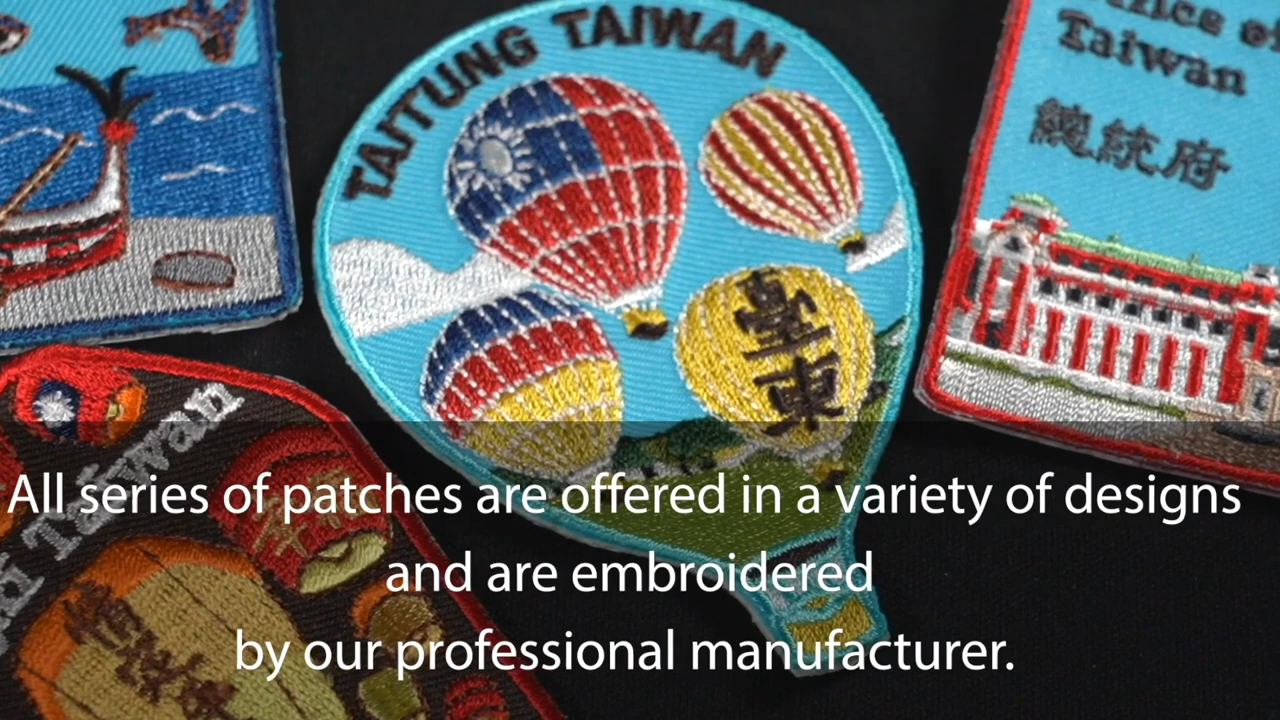 TAITUNG TAIWAN
臺東
Taiwan
總統府
Taiwan
All series of patches are offered in a variety of designs
and are embroidered
by our professional manufacturer.